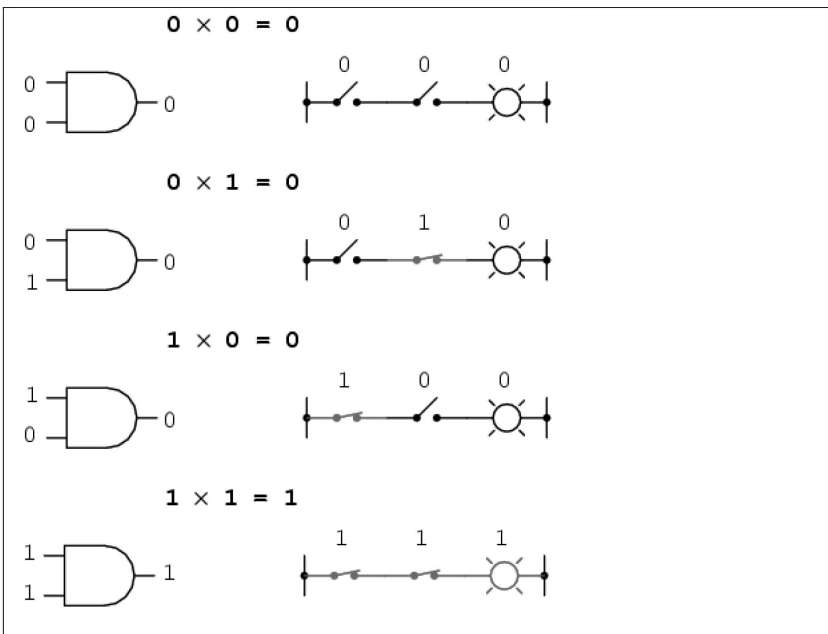 0 × 0 = 0
0 0 0
0 0
0
0 × 1 = 0
0 1 0
0 0
1
1 × 0 = 0
1 0 0
1 0
0
1 × 1 = 1
1 1 1
1 1
1